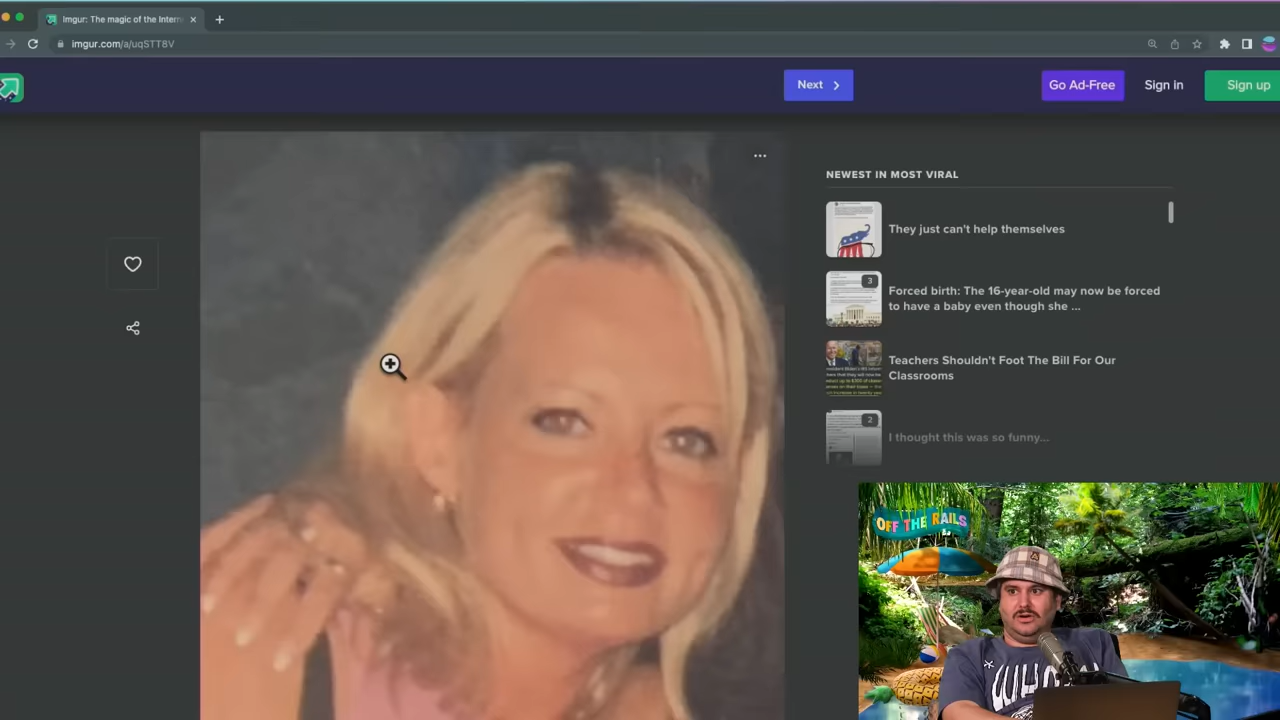 Imgur: The magic of the Intern
imgur.com/a/uqSTT8V
Next
Go Ad-Free
Sign in
Sign up
NEWEST IN MOST VIRAL
They just can't help themselves
3
Forced birth: The 16-year-old may now be forced
to have a baby even though she ...
Teachers Shouldn't Foot The Bill For Our
Classrooms
2
I thought this was so funny...
OFF THE RAILS